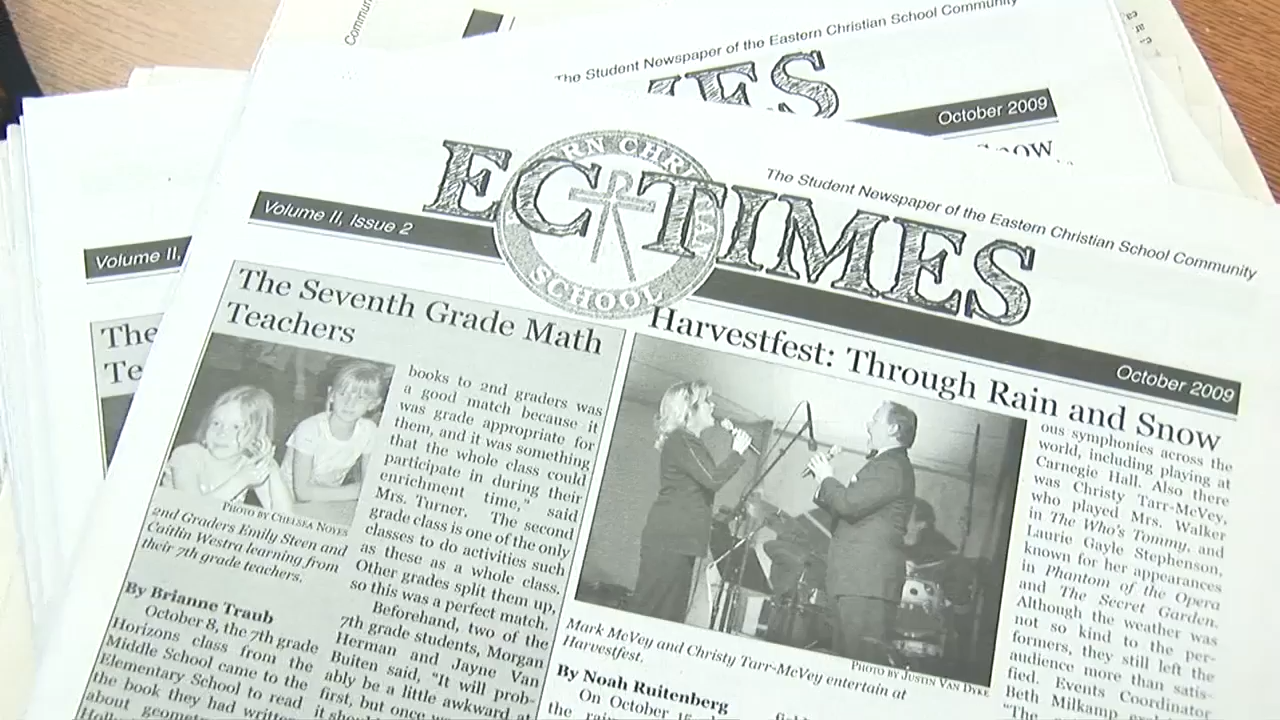 Commun
The Student Newspaper of the Eastern Christian School Community
October 2009
Volume II,
The
Te
The Student Newspaper of the Eastern Christian School Community
EC TIMES
SCHOOL
Volume II, Issue 2
October 2009
The Seventh Grade Math
Teachers
PHOTO BY CHELSEA NOYES
2nd Graders Emily Steen and
Caitlin Westra learning from
their 7th grade teachers.
By Brianne Traub
October 8, the 7th grade
Horizons class from the
Middle School came to the
Elementary School to read
the book they had written
about geometr
books to 2nd graders was
a good match because it
was grade appropriate for
them, and it was something
that the whole class could
participate in during their
enrichment time," said
Mrs. Turner. The second
grade class is one of the only
classes to do activities such
as these as a whole class.
Other grades split them up,
so this was a perfect match.
Beforehand, two of the
7th grade students, Morgan
Herman and Jayne Van
Buiten said, "It will prob-
ably be a little awkward at
first, but once
Harvestfest: Through Rain and Snow
PHOTO BY JUSTIN VAN DYKE
Mark McVey and Christy Tarr-McVey entertain at
Harvestfest.
By Noah Ruitenberg
On October 15
the
ous symphonies across the
world, including playing at
Carnegie Hall. Also there
was Christy Tarr-McVey,
who played Mrs. Walker
in The Who's Tommy, and
Laurie Gayle Stephenson,
known for her appearances
in Phantom of the Opera
and The Secret Garden.
Although the weather was
not so kind to the per-
formers, they still left the
audience more than satis-
fied. Events Coordinator
Beth Milkamp
"The